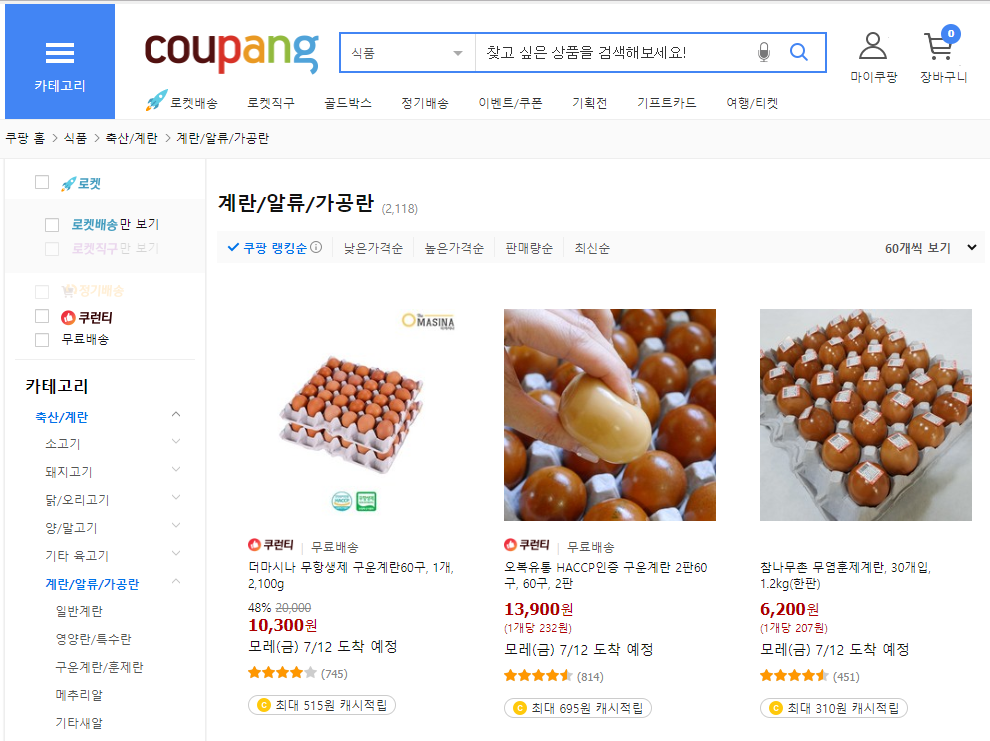 카테고리
coupang
식품
찾고 싶은 상품을 검색해보세요!
마이쿠팡
0
장바구니
로켓배송 로켓직구 골드박스 정기배송 이벤트/쿠폰 기획전 기프트카드 여행/티켓
쿠팡 홈 > 식품 > 축산/계란 > 계란/알류/가공란
로켓
로켓배송만 보기
로켓직구만 보기
정기배송
쿠런티
무료배송
카테고리
축산/계란
소고기
돼지고기
닭/오리고기
양/말고기
기타 육고기
계란/알류/가공란
일반계란
영양란/특수란
구운계란/훈제란
메추리알
기타새알
계란/알류/가공란 (2,118)
쿠팡 랭킹순 낮은가격순 높은가격순 판매량순 최신순 60개씩 보기
MASINA
쿠런티 | 무료배송
더마시나 무항생제 구운계란60구, 1개,
2,100g
48% 20,000
10,300원
모레(금) 7/12 도착 예정
(745)
최대 515원 캐시적립
쿠런티 | 무료배송
오복유통 HACCP인증 구운계란 2판60
구, 60구, 2판
13,900원
(1개당 232원)
모레(금) 7/12 도착 예정
(814)
최대 695원 캐시적립
참나무촌 무염훈제계란, 30개입,
1.2kg(한판)
6,200원
(1개당 207원)
모레(금) 7/12 도착 예정
(451)
최대 310원 캐시적립